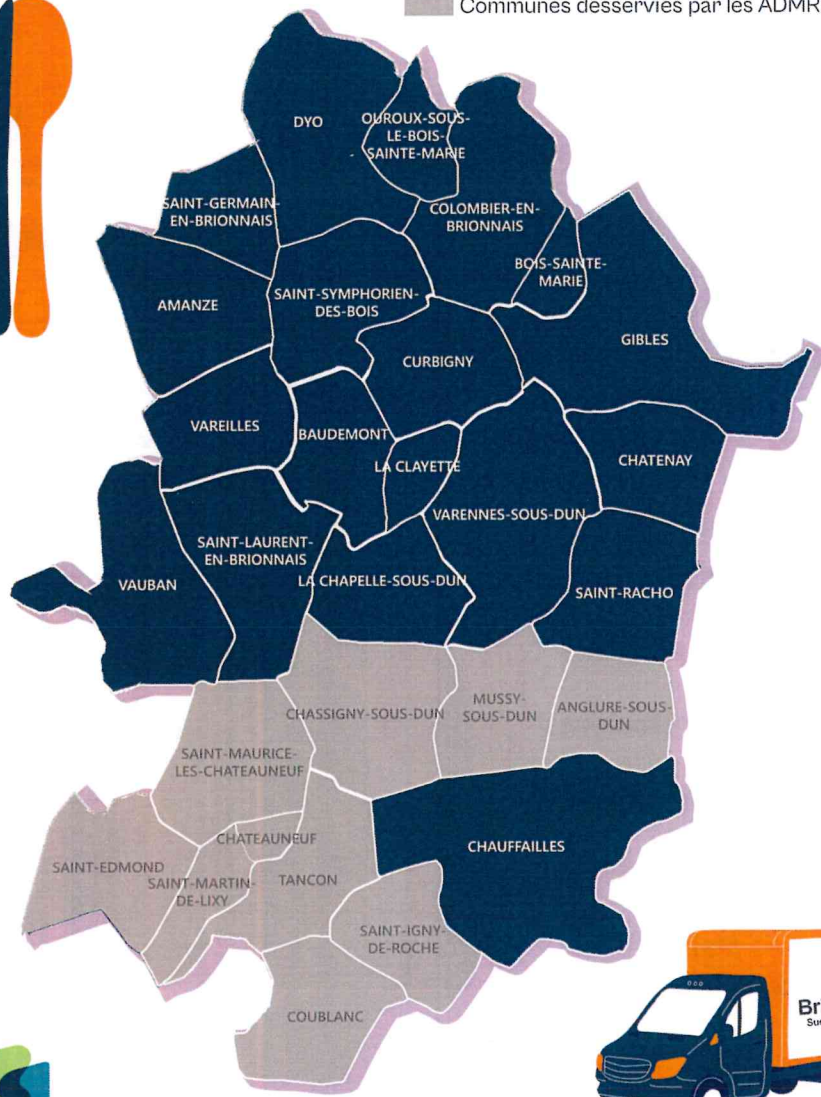 Communes desservies par les ADMR
DYO
OUROUX-SOUS-
LE-BOIS-
SAINTE-MARIE
SAINT-GERMAIN-
EN-BRIONNAIS
COLOMBIER-EN-
BRIONNAIS
BOIS-SAINTE-
MARIE
AMANZE
SAINT-SYMPHORIEN-
DES-BOIS
GIBLES
CURBIGNY
VAREILLES
BAUDEMONT
LA CLAYETTE
CHATENAY
VARENNES-SOUS-DUN
SAINT-LAURENT-
EN-BRIONNAIS
VAUBAN
LA CHAPELLE-SOUS-DUN
SAINT-RACHO
CHASSIGNY-SOUS-DUN
MUSSY-
SOUS-DUN
ANGLURE-SOUS-
DUN
SAINT-MAURICE-
LES-CHATEAUNEUF
CHATEAUNEUF
CHAUFFAILLES
SAINT-EDMOND
SAINT-MARTIN-
DE-LIXY
TANCON
SAINT-IGNY-
DE-ROCHE
COUBLANC